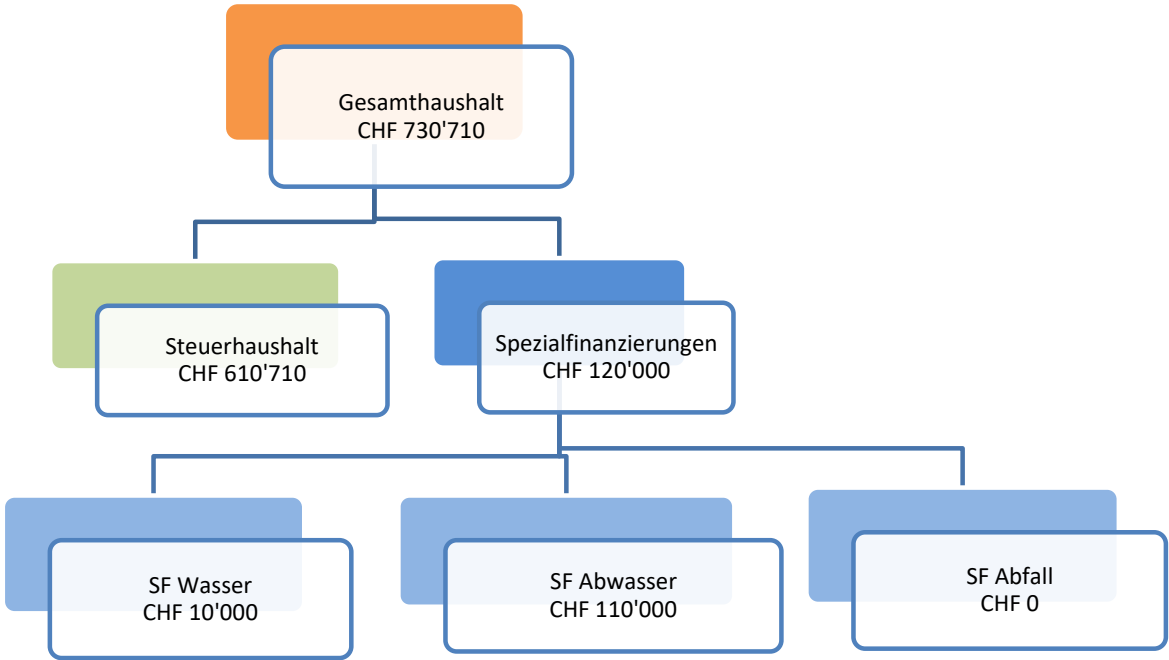 Gesamthaushalt
CHF 730'710
Steuerhaushalt
CHF 610'710
Spezialfinanzierungen
CHF 120'000
SF Wasser
CHF 10'000
SF Abwasser
CHF 110'000
SF Abfall
CHF 0